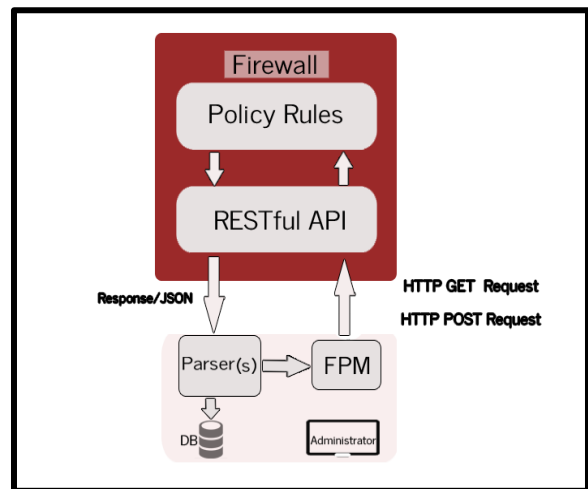 Firewall
Policy Rules
RESTful API
Response/JSON
HTTP GET Request
HTTP POST Request
Parser(s)
FPM
DB
Administrator